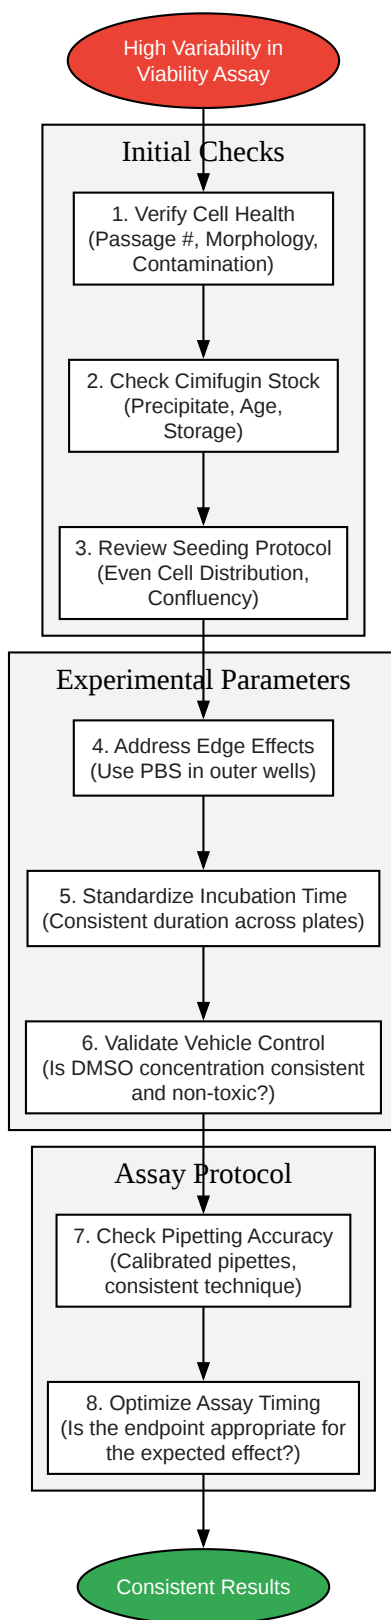 High Variability in
Viability Assay
Initial Checks
1. Verify Cell Health
(Passage #, Morphology,
Contamination)
2. Check Cimifugin Stock
(Precipitate, Age,
Storage)
3. Review Seeding Protocol
(Even Cell Distribution,
Confluency)
Experimental Parameters
4. Address Edge Effects
(Use PBS in outer wells)
5. Standardize Incubation Time
(Consistent duration across plates)
6. Validate Vehicle Control
(Is DMSO concentration consistent
and non-toxic?)
Assay Protocol
7. Check Pipetting Accuracy
(Calibrated pipettes,
consistent technique)
8. Optimize Assay Timing
(Is the endpoint appropriate for
the expected effect?)
Consistent Results